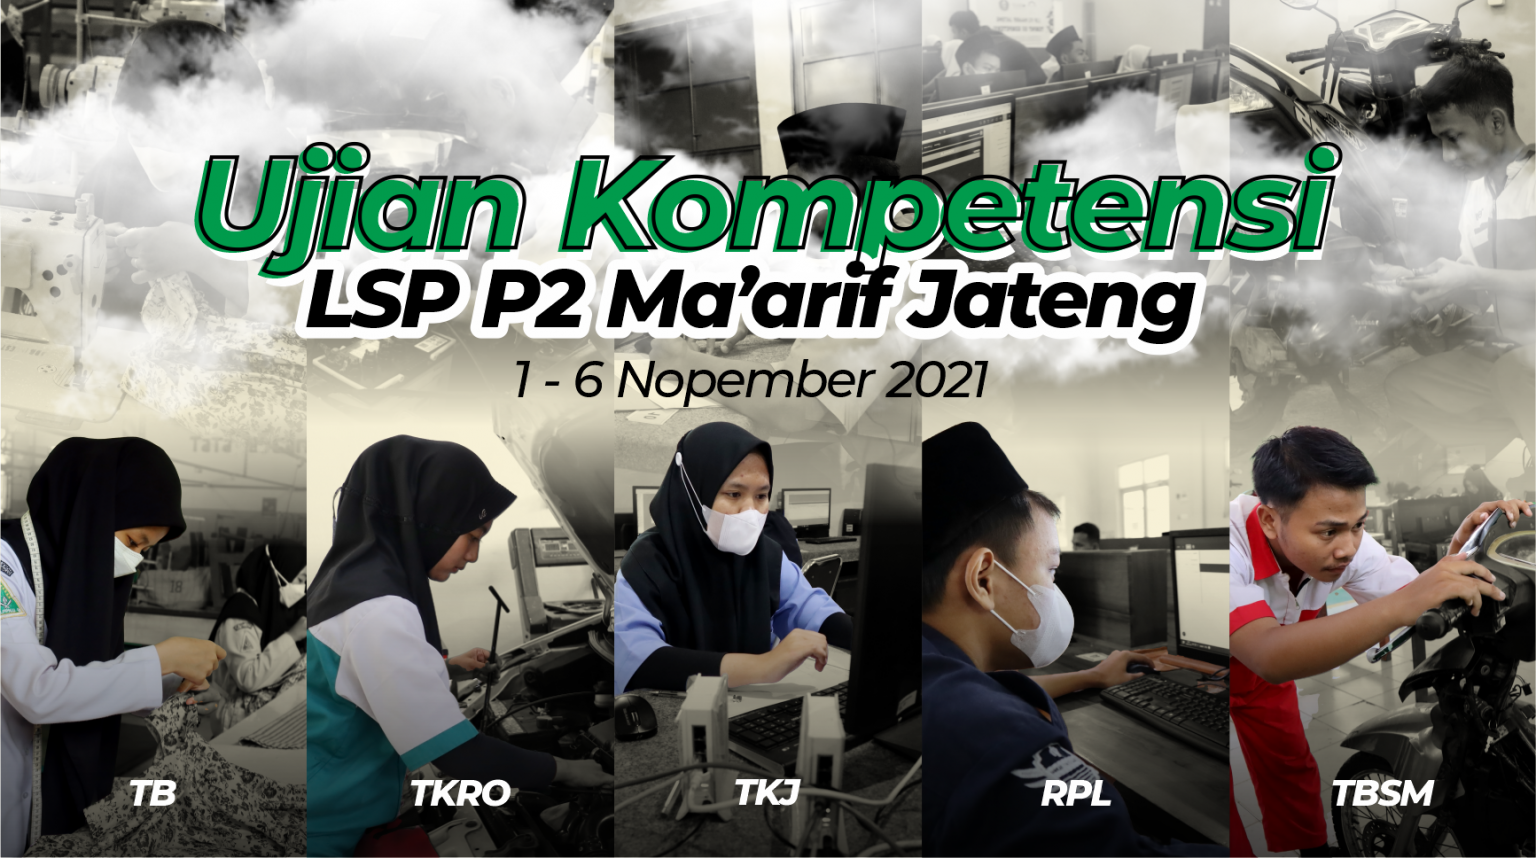 Ujian Kompetensi
LSP P2 Ma'arif Jateng
1 - 6 Nopember 2021
TB
TKRO
TKJ
RPL
TBSM